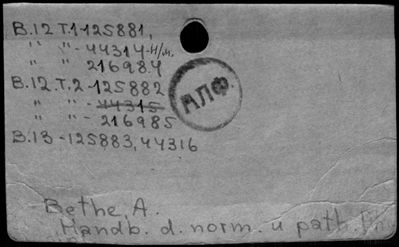 B.12 T.1-125881,
" " - 44314 н/м.
" " 216984
B.12. T.2-125882
" " - 44315
" " - 216985
МЛФ.
B.13 - 125883, 44316
Bethe, A.
Handb. d. norm. u path.